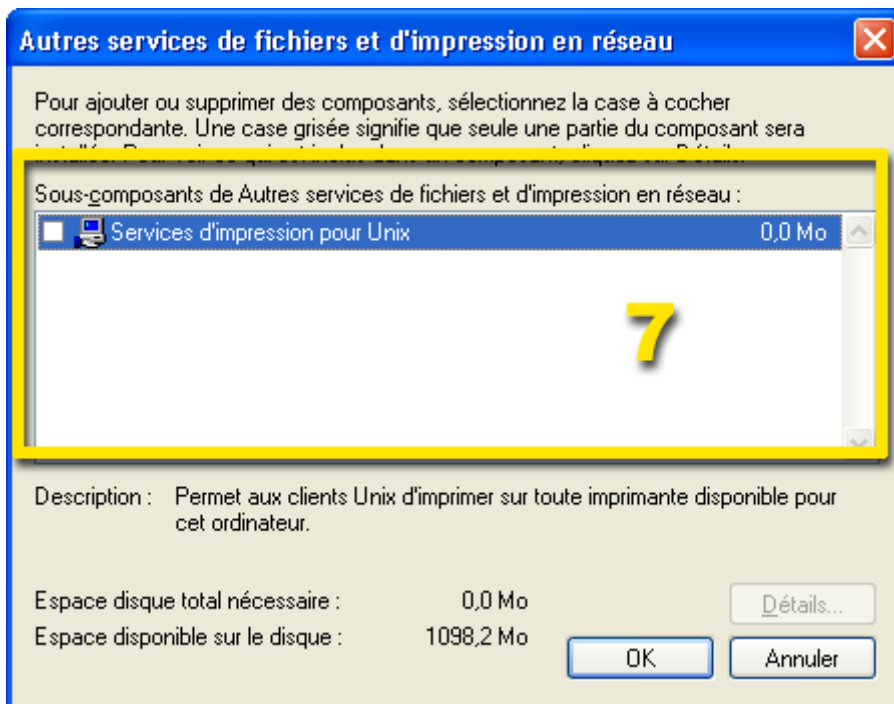 Autres services de fichiers et d'impression en réseau
Pour ajouter ou supprimer des composants, sélectionnez la case à cocher
correspondante. Une case grisée signifie que seule une partie du composant sera
Sous-composants de Autres services de fichiers et d'impression en réseau :
Services d'impression pour Unix 0,0 Mo
7
Description : Permet aux clients Unix d'imprimer sur toute imprimante disponible pour
cet ordinateur.
Espace disque total nécessaire : 0,0 Mo
Détails...
Espace disponible sur le disque : 1098,2 Mo
OK Annuler